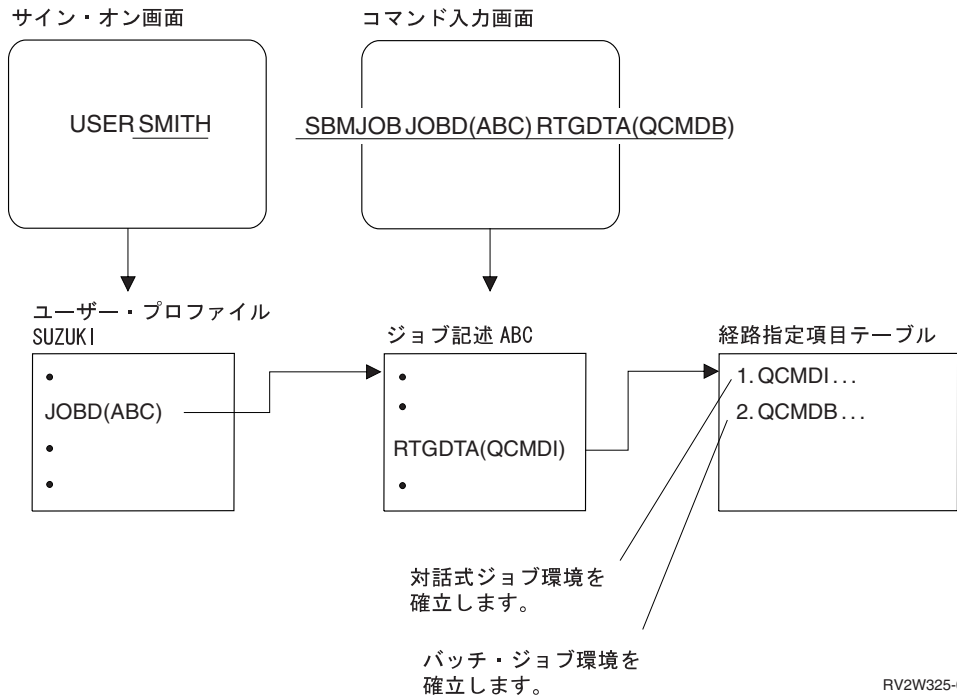 サイン・オン画面
コマンド入力画面
USER SMITH
SBMJOB JOBD(ABC) RTGDTA(QCMDB)
ユーザー・プロファイル
SUZUKI
ジョブ記述 ABC
経路指定項目テーブル
•
JOBD(ABC)
•
•
•
•
RTGDTA(QCMDI)
•
1. QCMDI...
2. QCMDB...
対話式ジョブ環境を
確立します。
バッチ・ジョブ環境を
確立します。